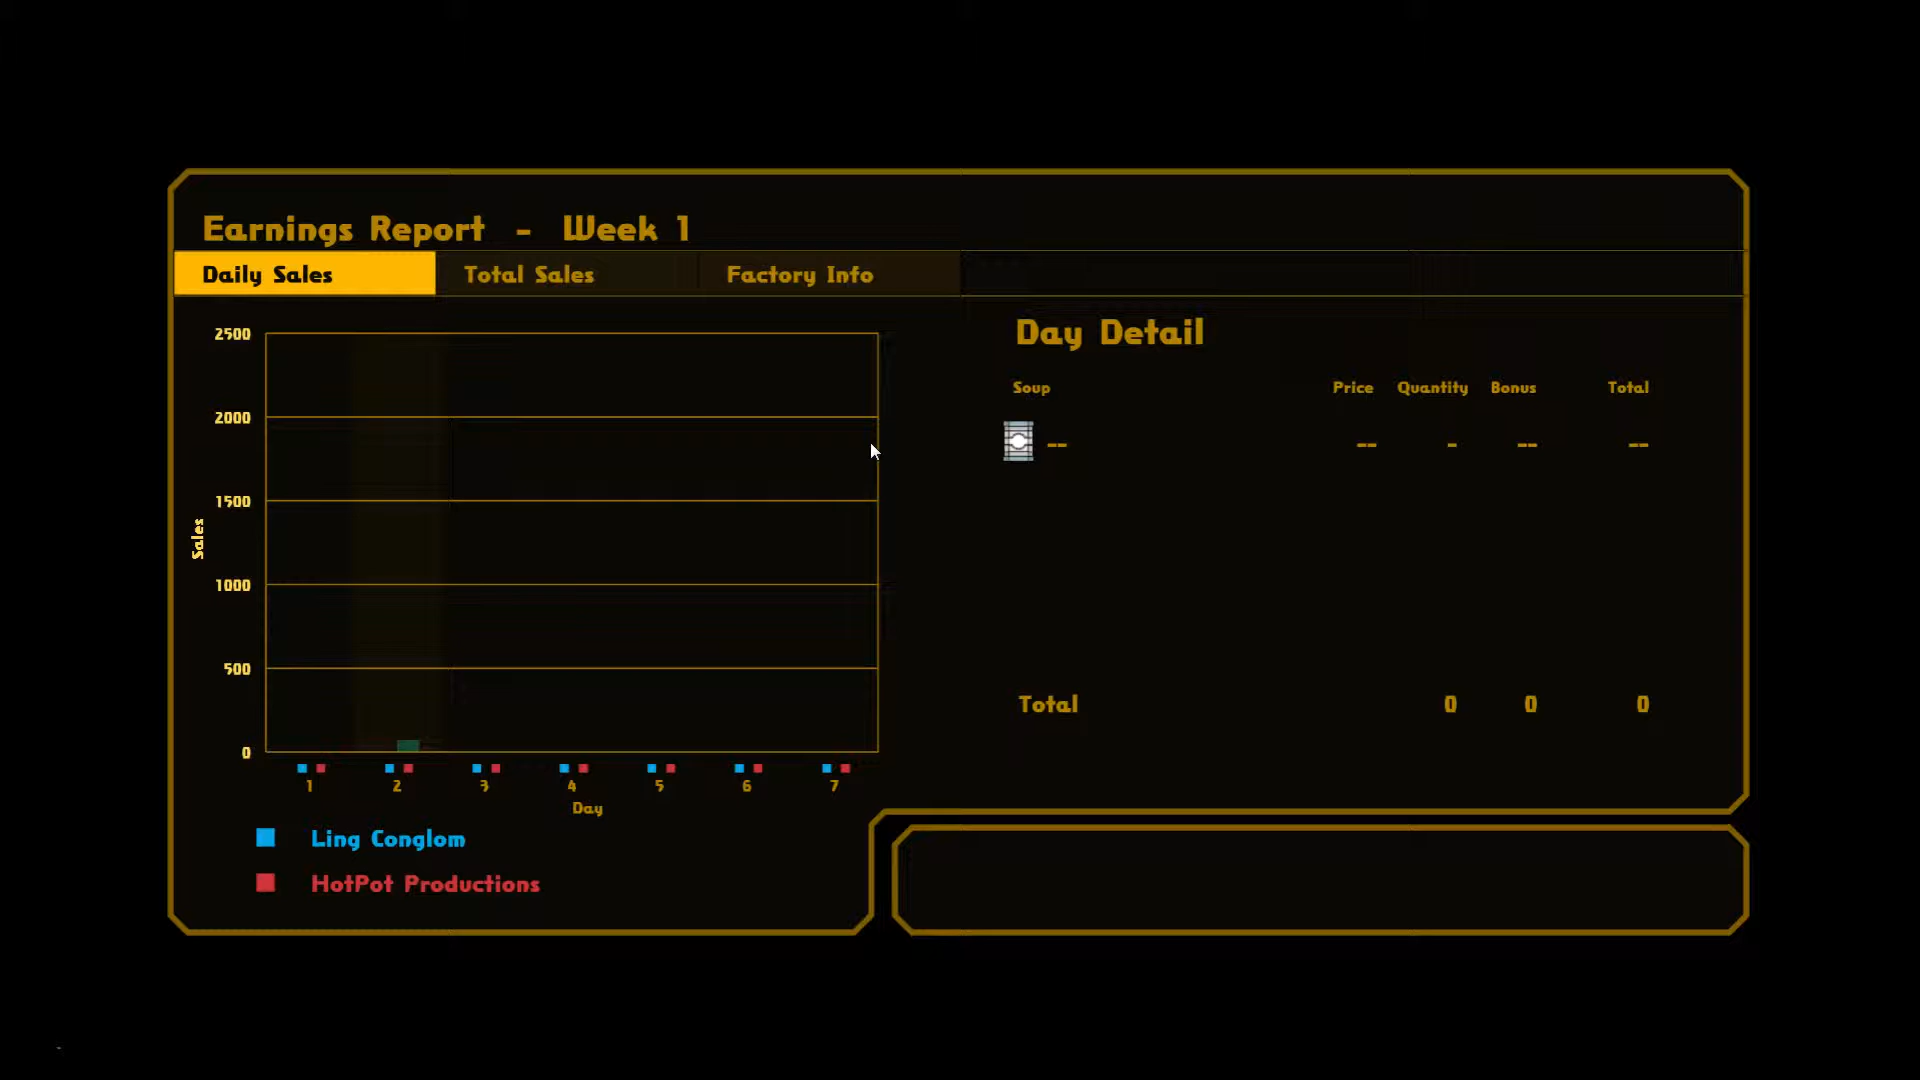 Earnings Report - Week 1
Daily Sales Total Sales Factory Info
2500
2000
1500
1000
500
0
Sales
1 2 3 4 5 6 7
Day
Ling Conglom
HotPot Productions
Day Detail
Soup Price Quantity Bonus Total
-- -- - -- --
Total 0 0 0